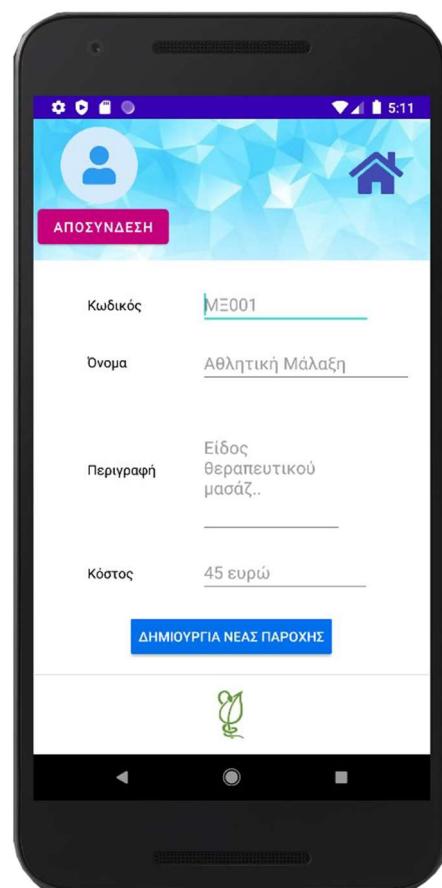 5:11
ΑΠΟΣΥΝΔΕΣΗ
Κωδικός ΜΞ001
Όνομα Αθλητική Μάλαξη
Περιγραφή
Είδος
θεραπευτικού
μασάζ..
Κόστος 45 ευρώ
ΔΗΜΙΟΥΡΓΙΑ ΝΕΑΣ ΠΑΡΟΧΗΣ